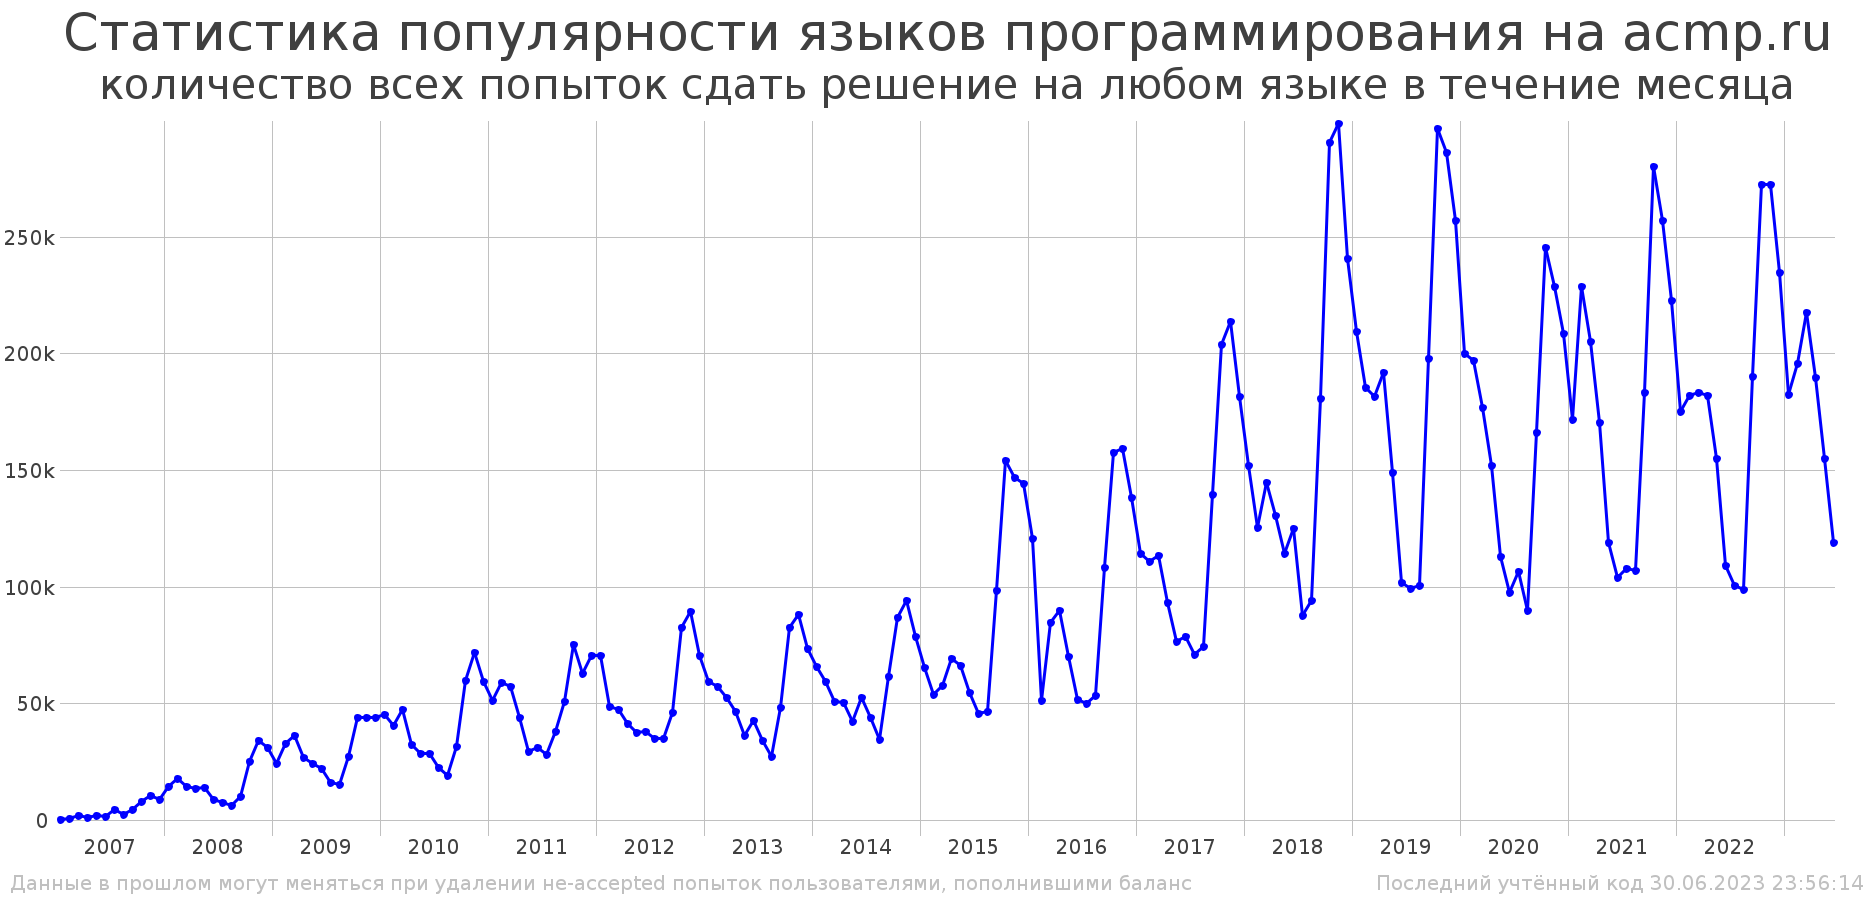 Статистика популярности языков программирования на acmp.ru
количество всех попыток сдать решение на любом языке в течение месяца
250k
200k
150k
100k
50k
0
2007 2008 2009 2010 2011 2012 2013 2014 2015 2016 2017 2018 2019 2020 2021 2022
Данные в прошлом могут меняться при удалении не-accepted попыток пользователями, пополнившими баланс
Последний учтённый код 30.06.2023 23:56:14